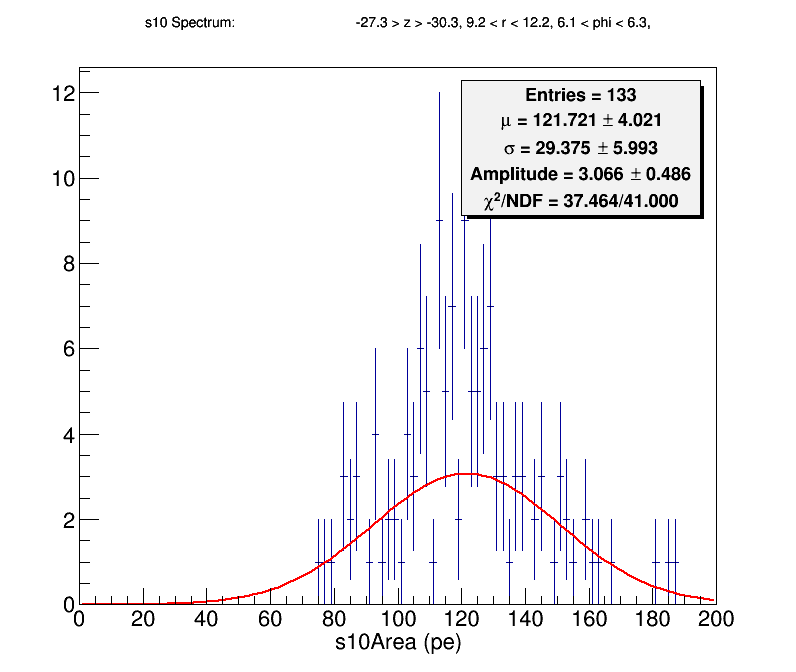 s10 Spectrum: -27.3 > z > -30.3, 9.2 < r < 12.2, 6.1 < phi < 6.3,
Entries = 133
μ = 121.721 ± 4.021
σ = 29.375 ± 5.993
Amplitude = 3.066 ± 0.486
χ²/NDF = 37.464/41.000
12
10
8
6
4
2
0
0 20 40 60 80 100 120 140 160 180 200
s10Area (pe)